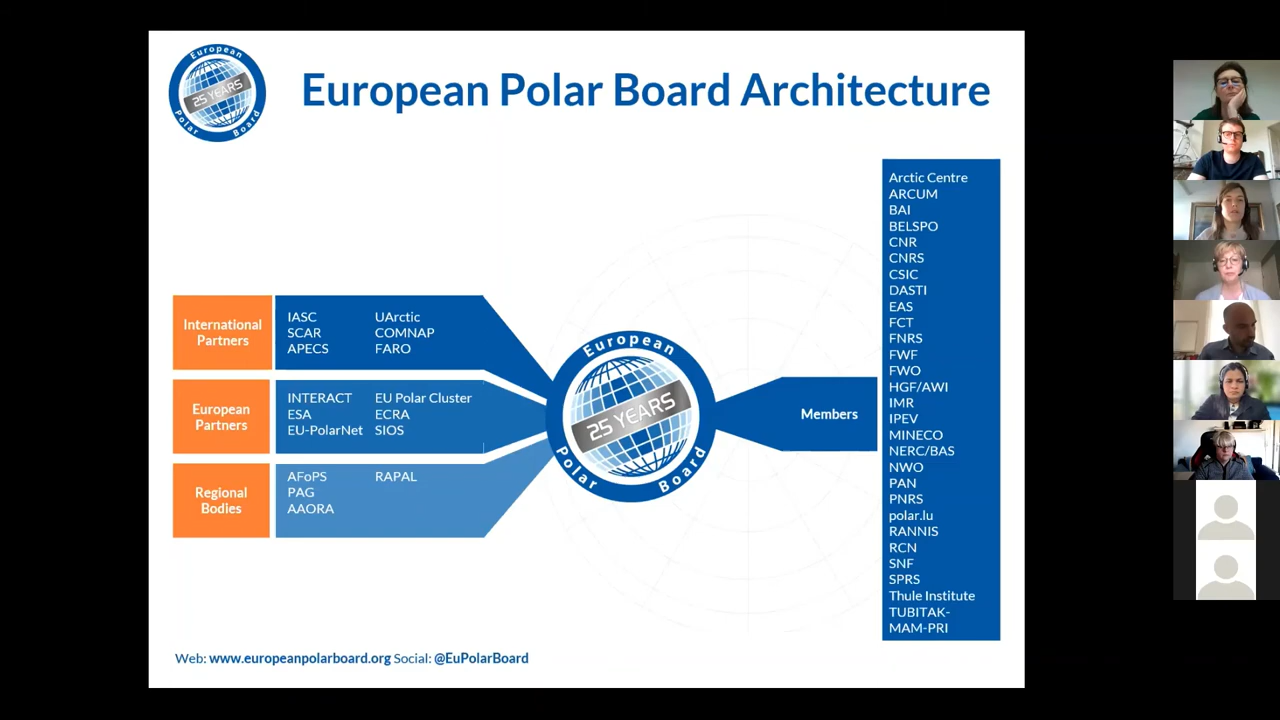 European
25 YEARS
Polar Board
European Polar Board Architecture
International
Partners
IASC UArctic
SCAR COMNAP
APECS FARO
European
Partners
INTERACT EU Polar Cluster
ESA ECRA
EU-PolarNet SIOS
Regional
Bodies
AFoPS RAPAL
PAG
AAORA
European
25 YEARS
Polar Board
Members
Arctic Centre
ARCUM
BAI
BELSPO
CNR
CNRS
CSIC
DASTI
EAS
FCT
FNRS
FWF
FWO
HGF/AWI
IMR
IPEV
MINECO
NERC/BAS
NWO
PAN
PNRS
polar.lu
RANNIS
RCN
SNF
SPRS
Thule Institute
TUBITAK-
MAM-PRI
Web: www.europeanpolarboard.org Social: @EuPolarBoard